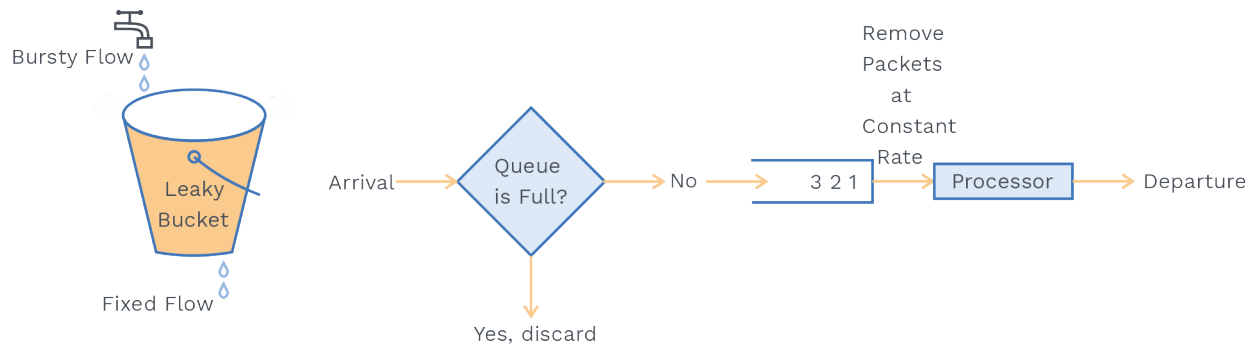 Bursty Flow
Leaky
Bucket
Fixed Flow
Arrival
Queue
is Full?
Yes, discard
No
3 2 1
Remove
Packets
at
Constant
Rate
Processor
Departure